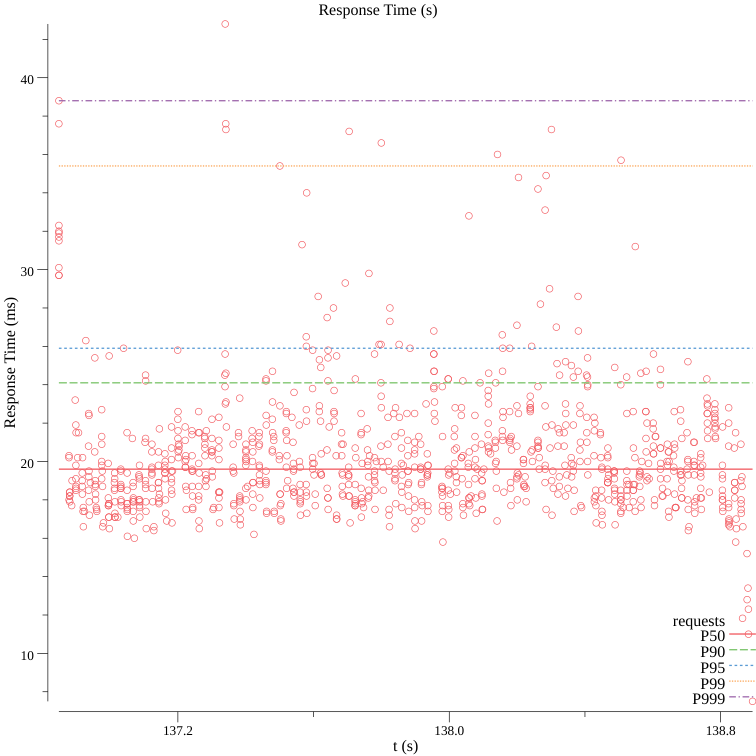 Response Time (s)
Response Time (ms)
40
30
20
10
requests
P50
P90
P95
P99
P999
137.2
138.0
138.8
t (s)